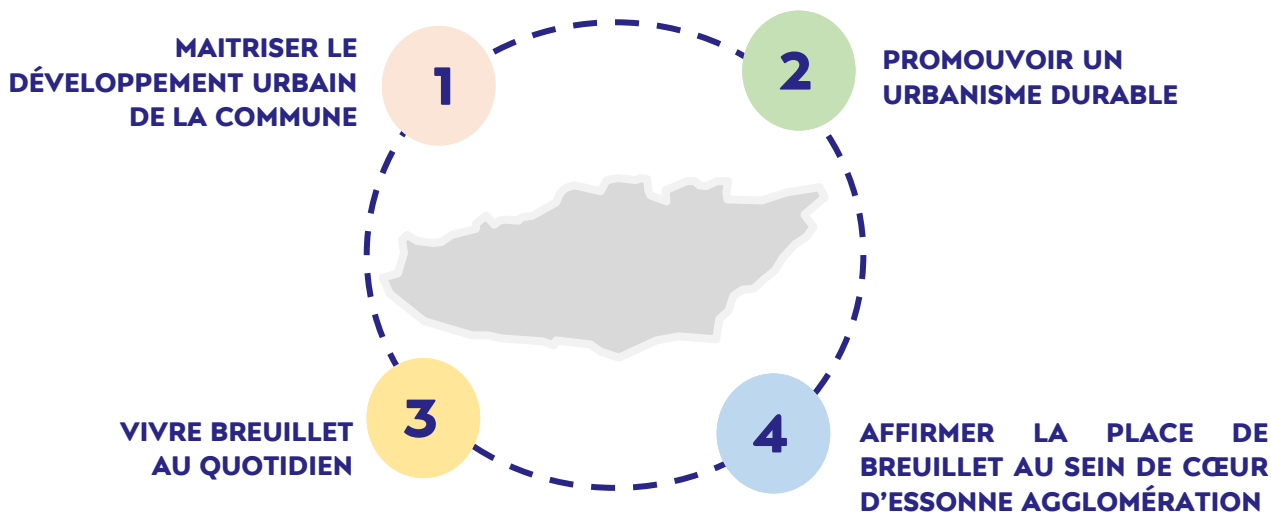 MAITRISER LE
DÉVELOPPEMENT URBAIN
DE LA COMMUNE
1
2
PROMOUVOIR UN
URBANISME DURABLE
VIVRE BREUILLET
AU QUOTIDIEN
3
4
AFFIRMER LA PLACE DE
BREUILLET AU SEIN DE CŒUR
D'ESSONNE AGGLOMÉRATION